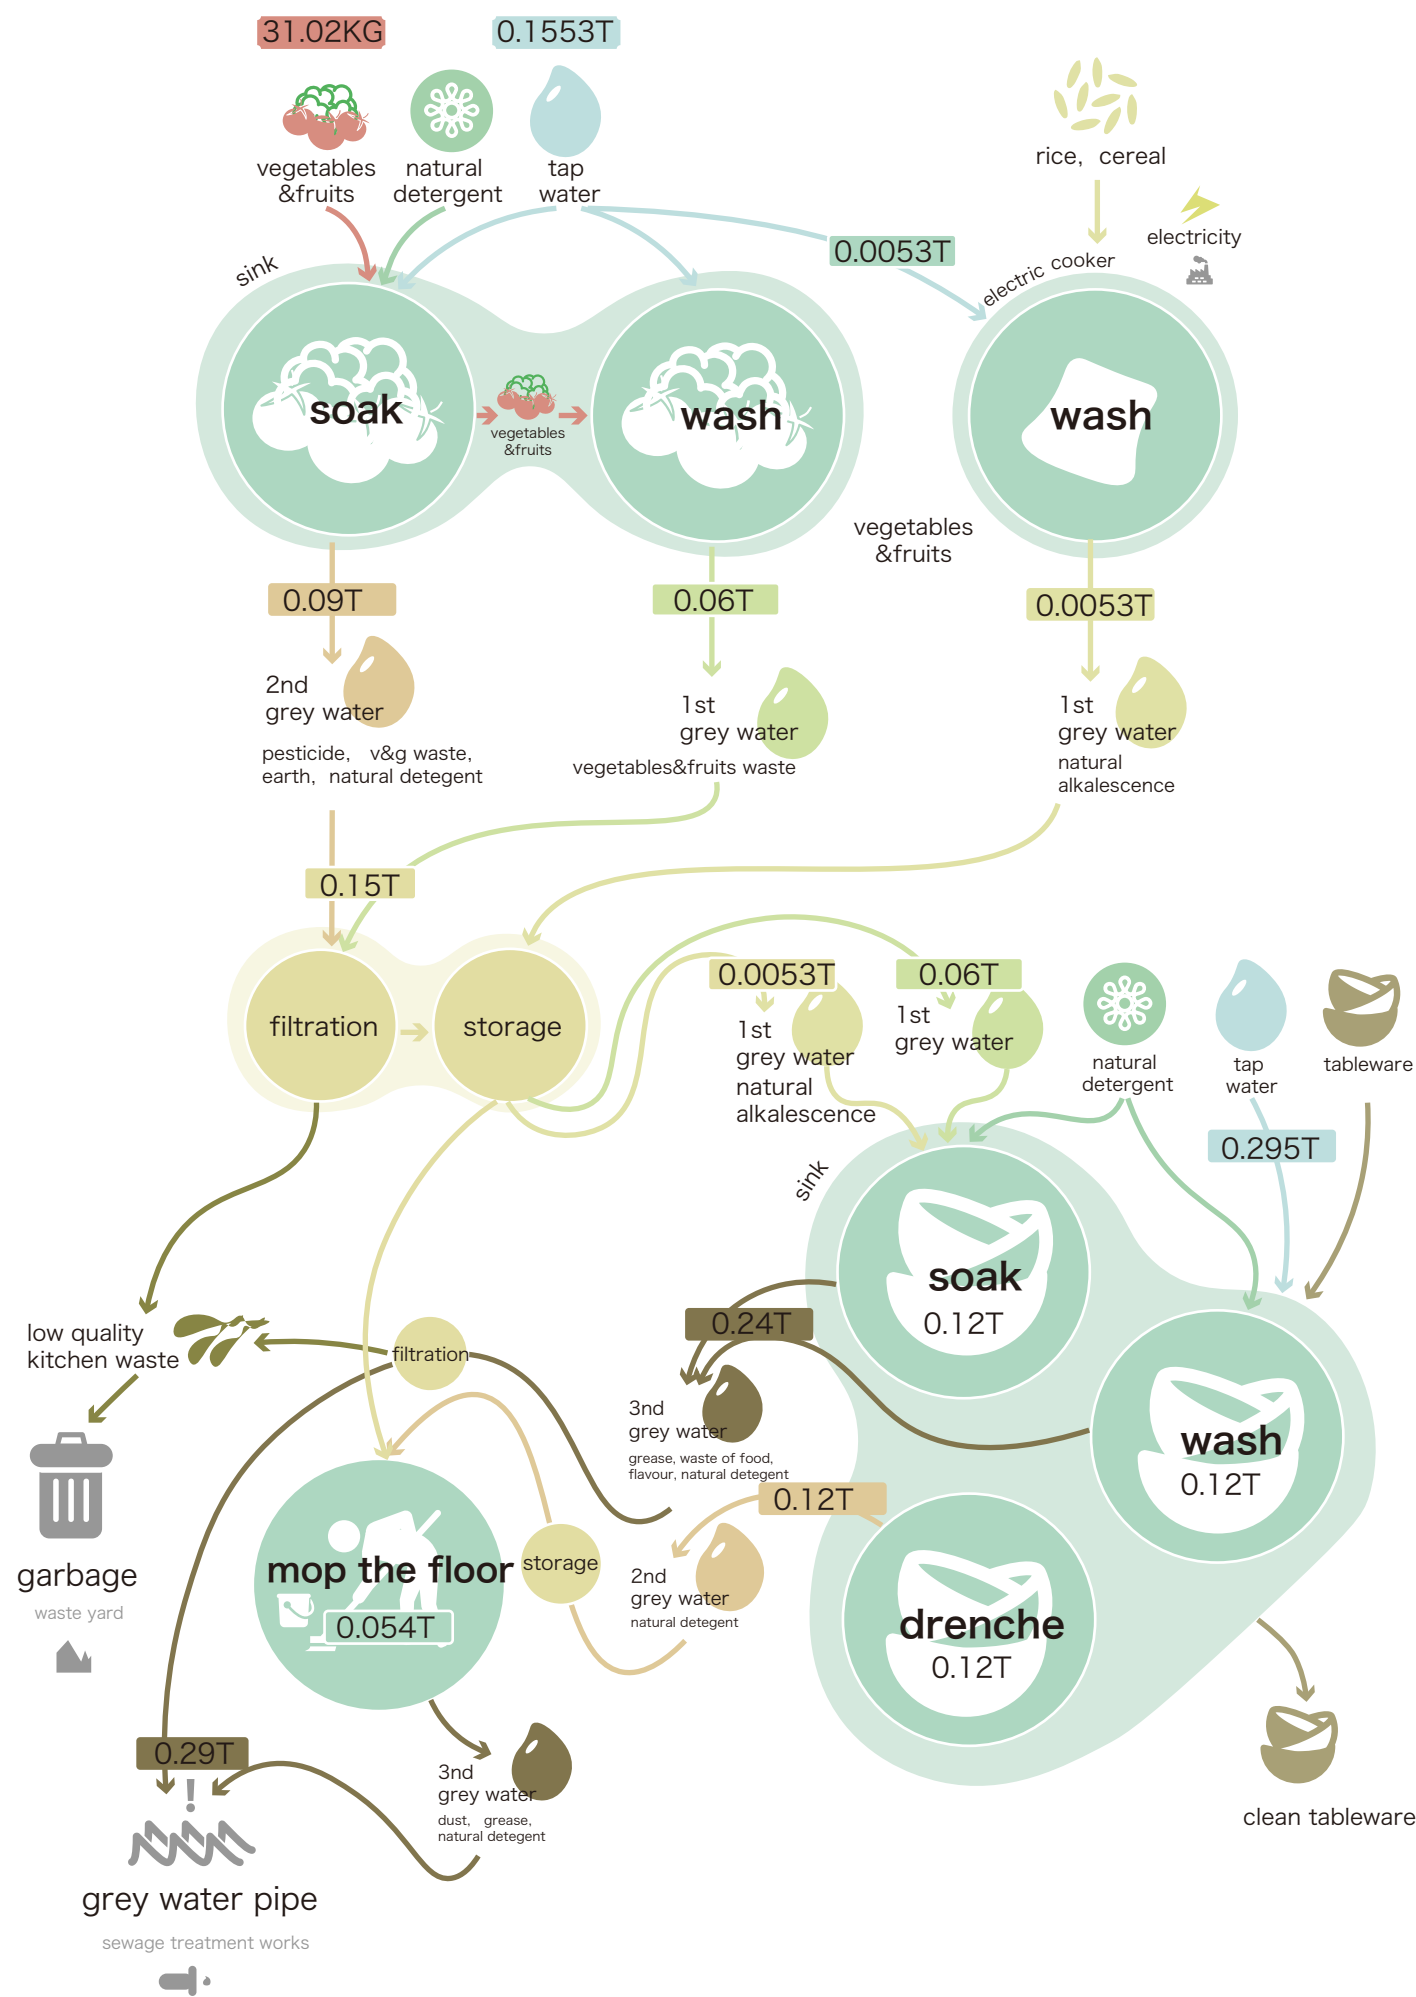 31.02KG
0.1553T
vegetables
&fruits
natural
detergent
tap
water
rice, cereal
electricity
0.0053T
sink
electric cooker
soak
vegetables
&fruits
wash
wash
vegetables
&fruits
0.09T
0.06T
0.0053T
2nd
grey water
pesticide, v&g waste,
earth, natural detegent
1st
grey water
vegetables&fruits waste
1st
grey water
natural
alkalescence
0.15T
filtration
storage
0.0053T
1st
grey water
natural
alkalescence
0.06T
1st
grey water
natural
detergent
tap
water
tableware
0.295T
sink
soak
0.12T
low quality
kitchen waste
filtration
0.24T
3nd
grey water
grease, waste of food,
flavour, natural detegent
wash
0.12T
garbage
waste yard
mop the floor
0.054T
storage
0.12T
2nd
grey water
natural detegent
drenche
0.12T
0.29T
3nd
grey water
dust, grease,
natural detegent
clean tableware
!
grey water pipe
sewage treatment works